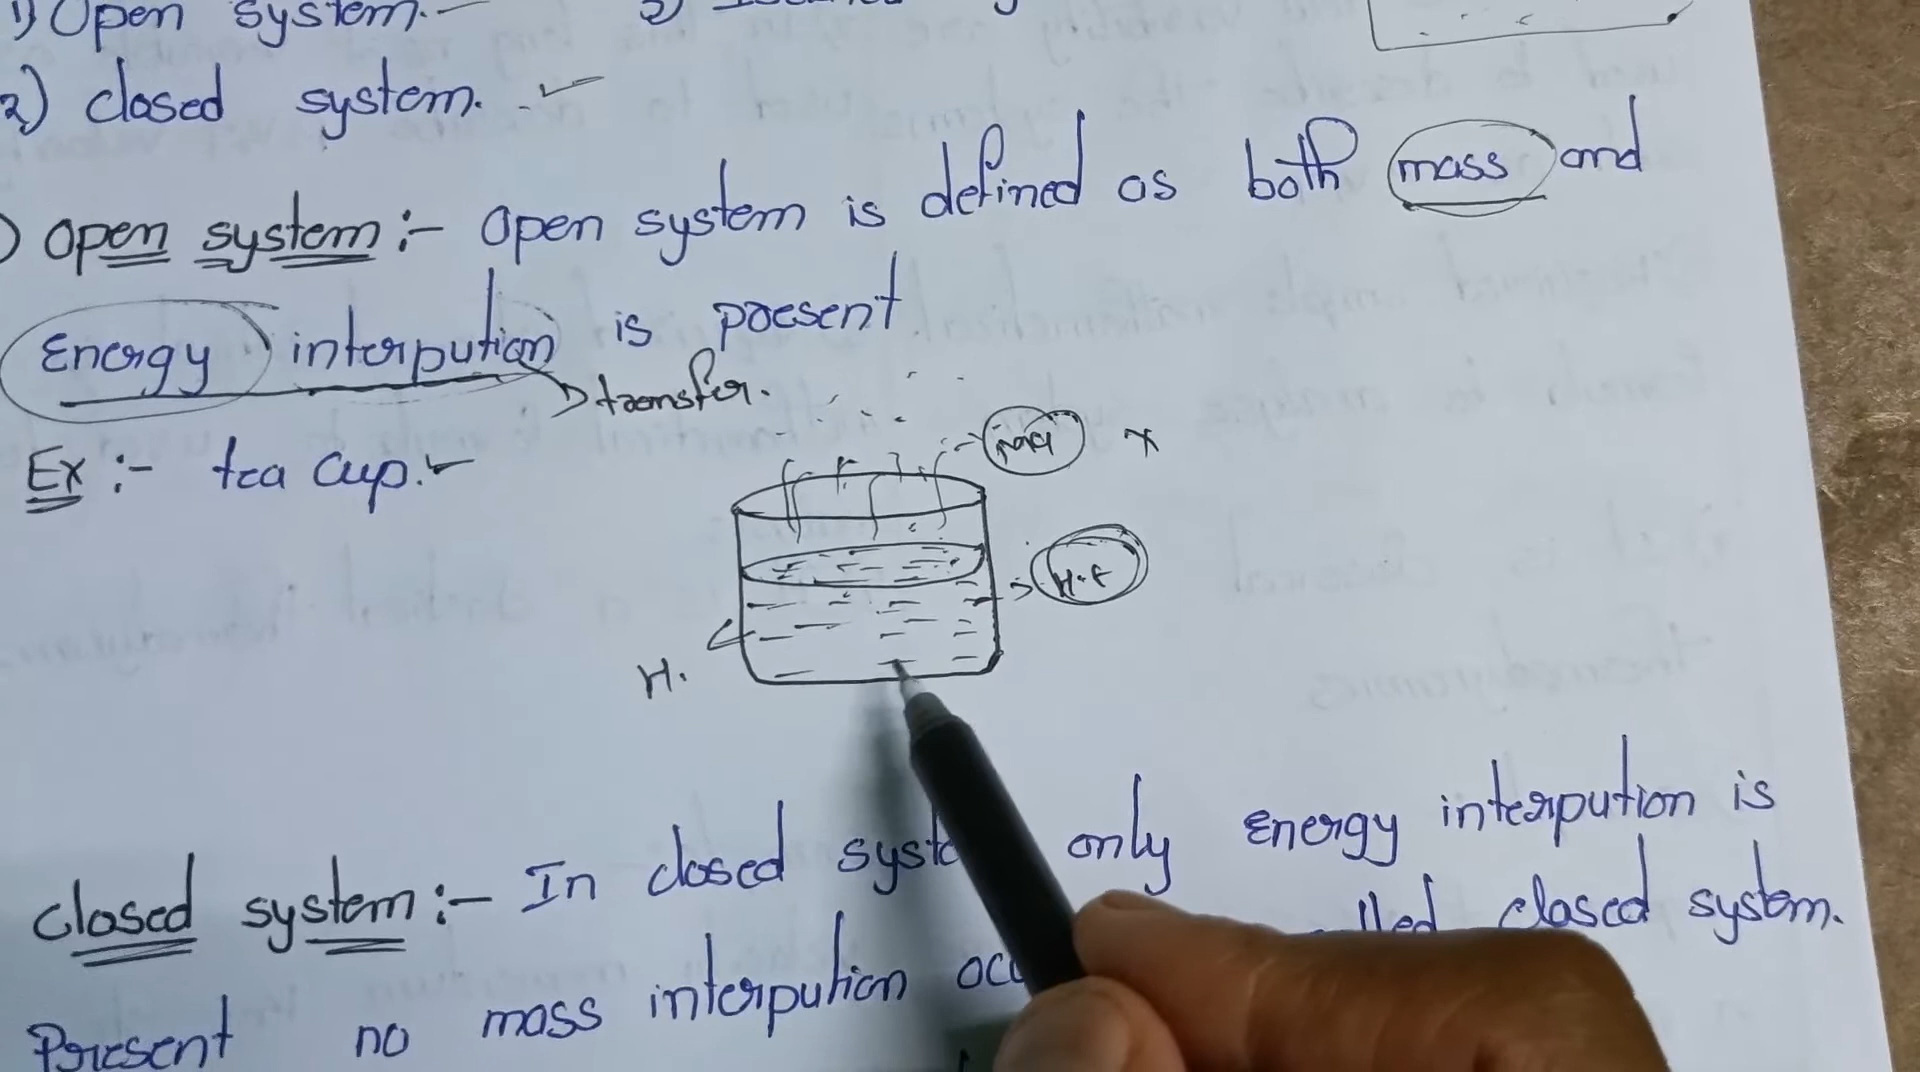 1) Open system.
2) closed system.
open system :- Open system is defined as both mass and
Energy interpution is present
transfer.
Ex :- tea cup.
H.T
H.
closed system :- In closed only Energy interpution is
Present no mass interpution closed system.